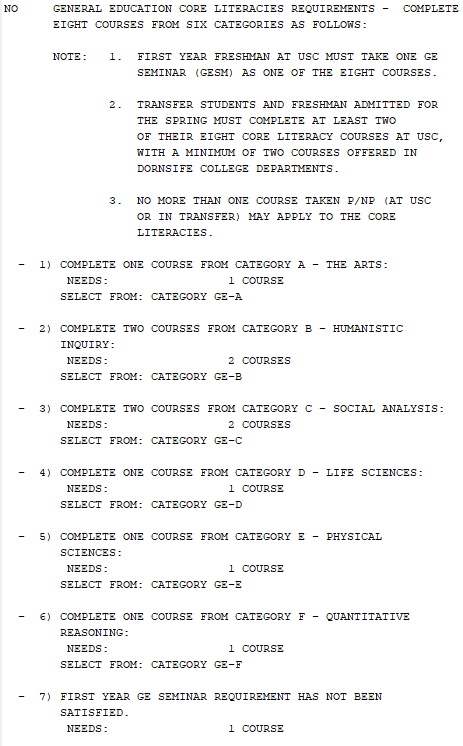 NO GENERAL EDUCATION CORE LITERACIES REQUIREMENTS - COMPLETE
EIGHT COURSES FROM SIX CATEGORIES AS FOLLOWS:
NOTE: 1. FIRST YEAR FRESHMAN AT USC MUST TAKE ONE GE
SEMINAR (GESM) AS ONE OF THE EIGHT COURSES.
2. TRANSFER STUDENTS AND FRESHMAN ADMITTED FOR
THE SPRING MUST COMPLETE AT LEAST TWO
OF THEIR EIGHT CORE LITERACY COURSES AT USC,
WITH A MINIMUM OF TWO COURSES OFFERED IN
DORNSIFE COLLEGE DEPARTMENTS.
3. NO MORE THAN ONE COURSE TAKEN P/NP (AT USC
OR IN TRANSFER) MAY APPLY TO THE CORE
LITERACIES.
- 1) COMPLETE ONE COURSE FROM CATEGORY A - THE ARTS:
NEEDS: 1 COURSE
SELECT FROM: CATEGORY GE-A
- 2) COMPLETE TWO COURSES FROM CATEGORY B - HUMANISTIC
INQUIRY:
NEEDS: 2 COURSES
SELECT FROM: CATEGORY GE-B
- 3) COMPLETE TWO COURSES FROM CATEGORY C - SOCIAL ANALYSIS:
NEEDS: 2 COURSES
SELECT FROM: CATEGORY GE-C
- 4) COMPLETE ONE COURSE FROM CATEGORY D - LIFE SCIENCES:
NEEDS: 1 COURSE
SELECT FROM: CATEGORY GE-D
- 5) COMPLETE ONE COURSE FROM CATEGORY E - PHYSICAL
SCIENCES:
NEEDS: 1 COURSE
SELECT FROM: CATEGORY GE-E
- 6) COMPLETE ONE COURSE FROM CATEGORY F - QUANTITATIVE
REASONING:
NEEDS: 1 COURSE
SELECT FROM: CATEGORY GE-F
- 7) FIRST YEAR GE SEMINAR REQUIREMENT HAS NOT BEEN
SATISFIED.
NEEDS: 1 COURSE